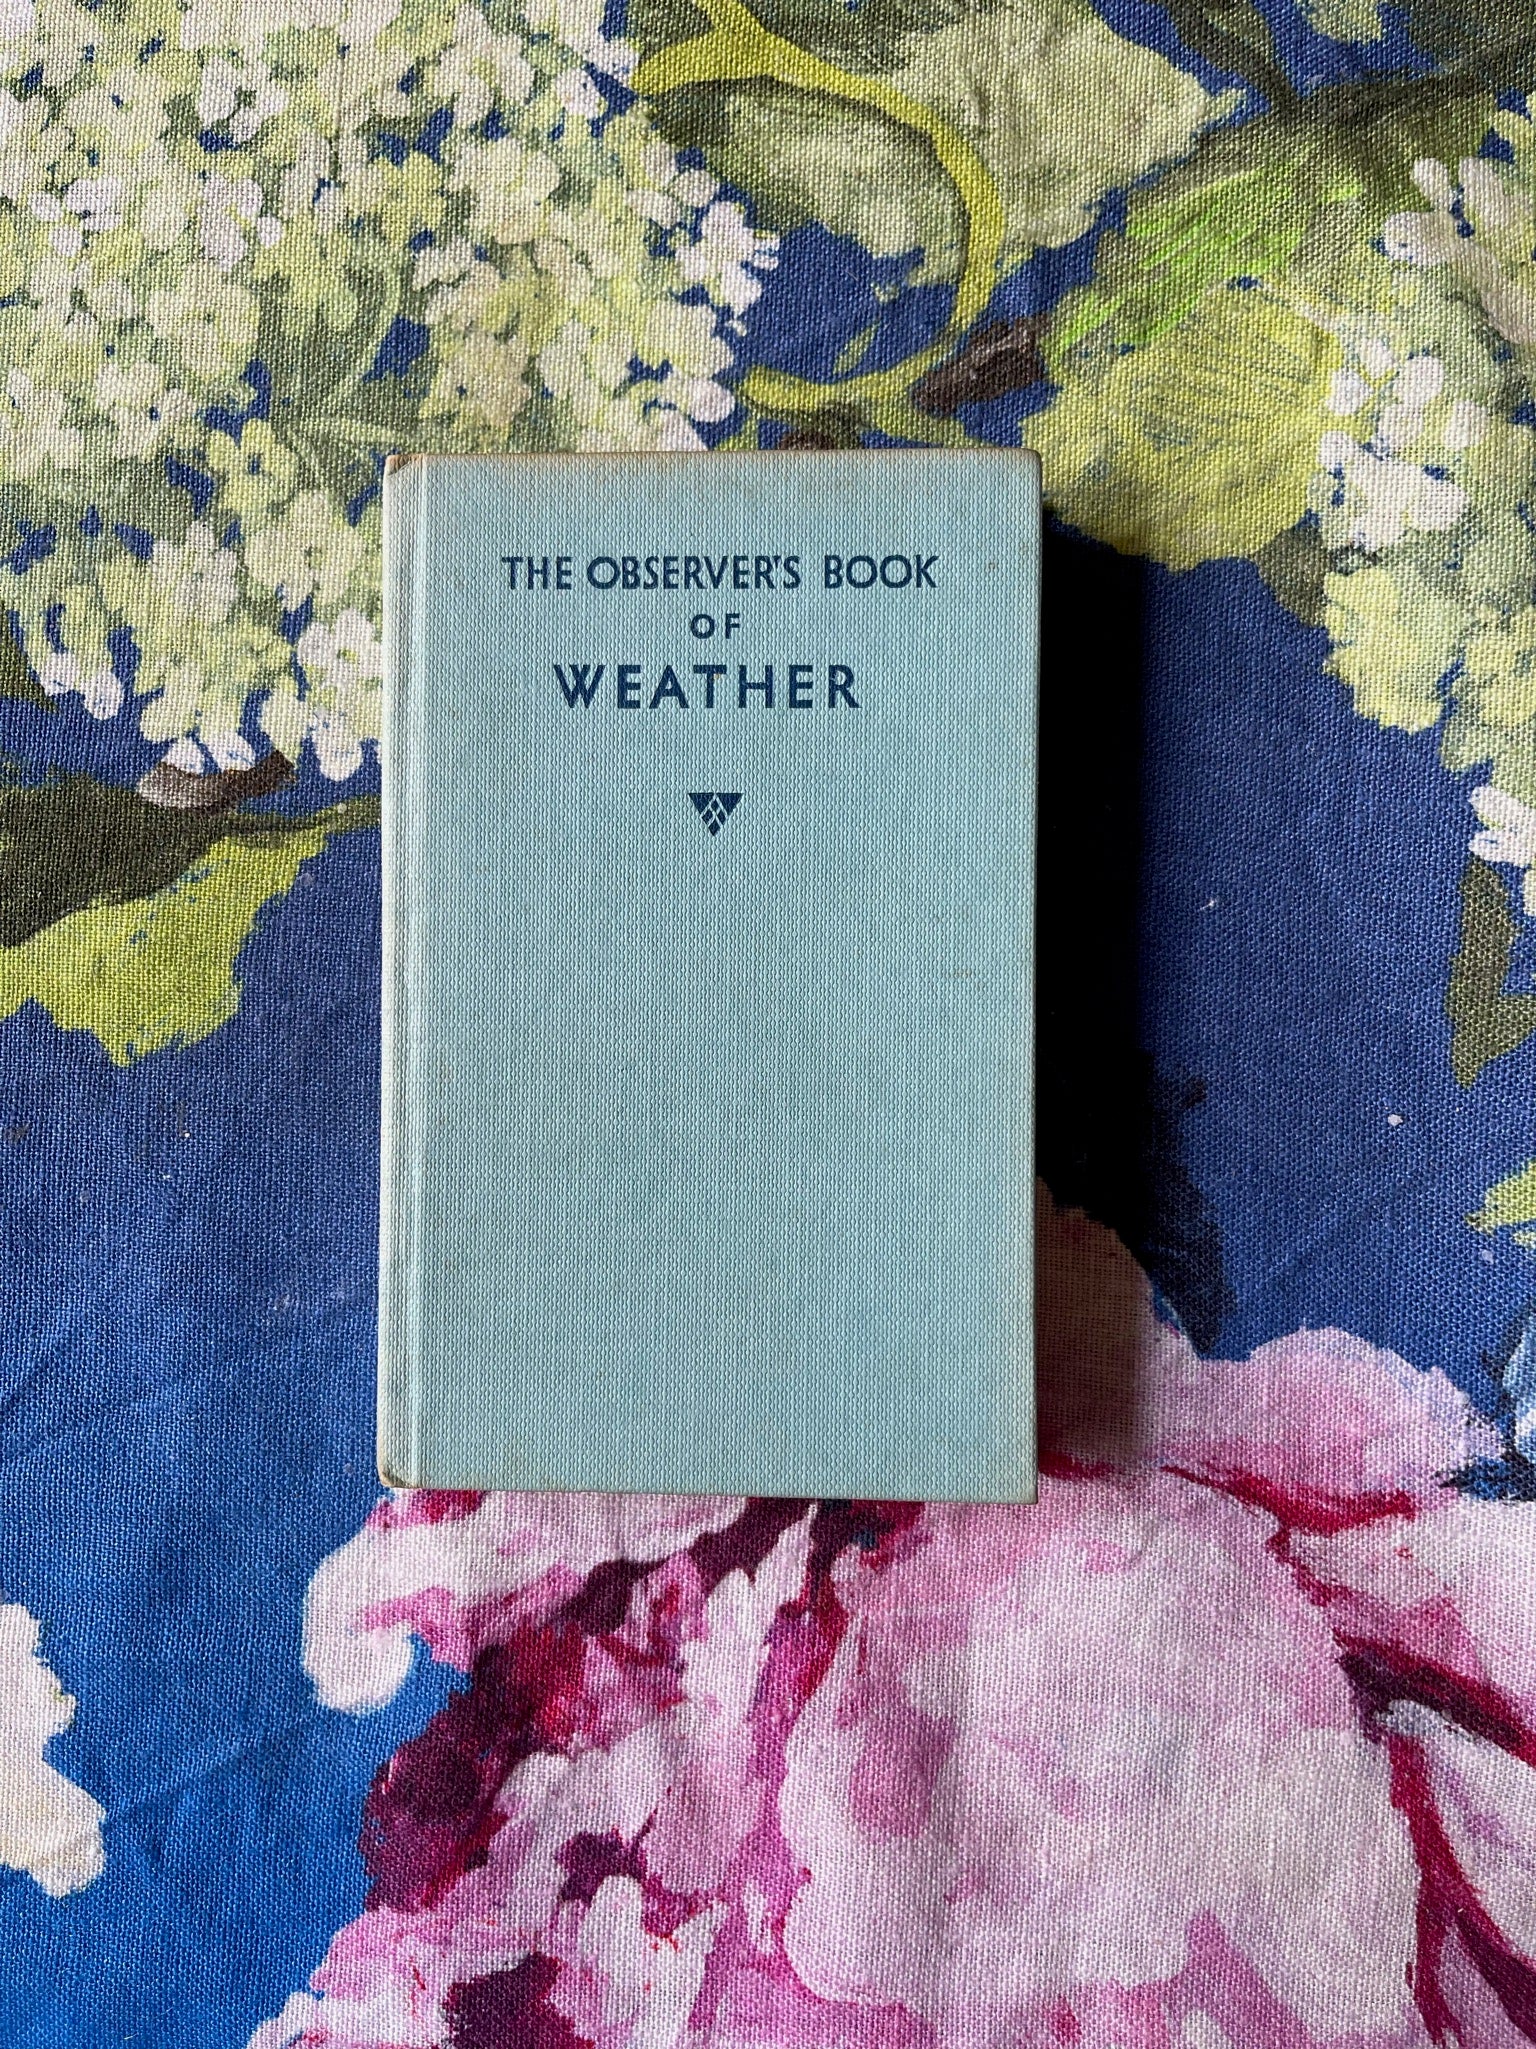 THE OBSERVER'S BOOK
OF
WEATHER